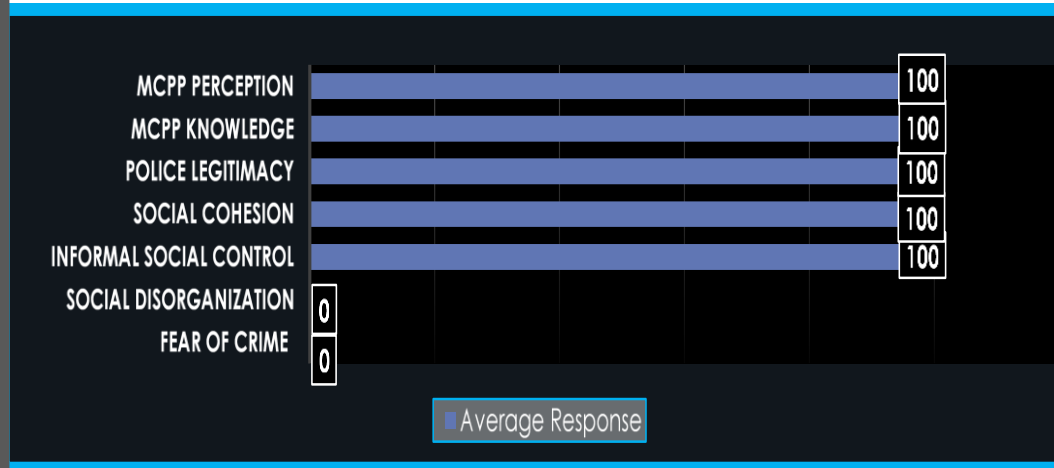 MCPP PERCEPTION 100
MCPP KNOWLEDGE 100
POLICE LEGITIMACY 100
SOCIAL COHESION 100
INFORMAL SOCIAL CONTROL 100
SOCIAL DISORGANIZATION 0
FEAR OF CRIME 0
Average Response